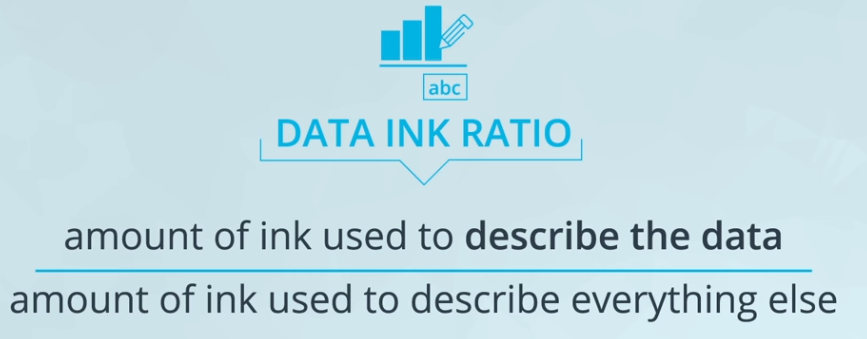 abc
DATA INK RATIO
amount of ink used to describe the data
amount of ink used to describe everything else